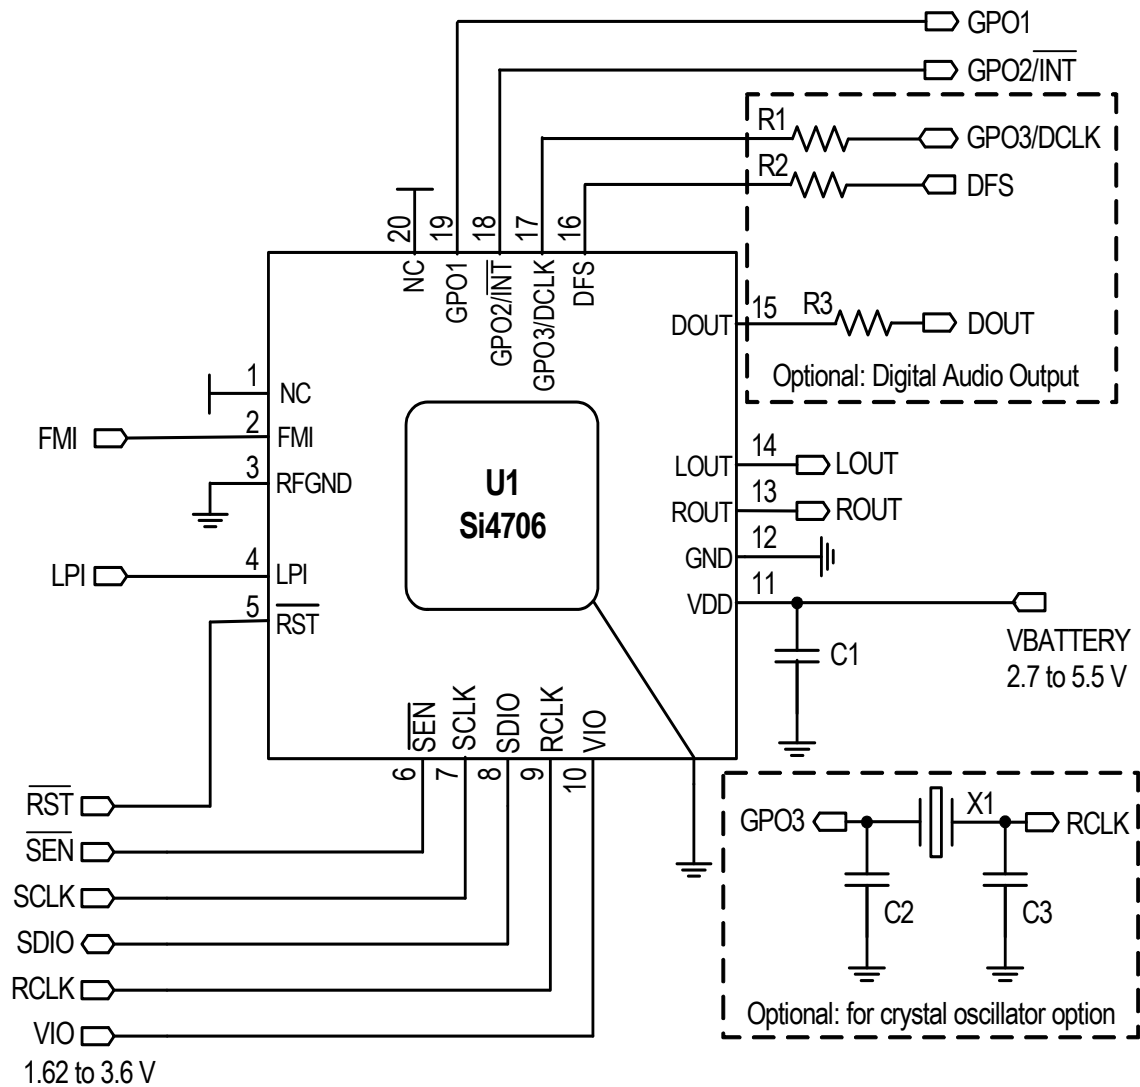 GPO1
GPO2/INT
R1
GPO3/DCLK
R2
DFS
20
19
18
17
16
NC
GPO1
GPO2/INT
GPO3/DCLK
DFS
DOUT
15
R3
DOUT
Optional: Digital Audio Output
1
NC
FMI
2
FMI
3
RFGND
U1
Si4706
LOUT
14
LOUT
ROUT
13
ROUT
GND
12
LPI
4
LPI
VDD
11
5
RST
VBATTERY
2.7 to 5.5 V
C1
SEN
SCLK
SDIO
RCLK
VIO
6
7
8
9
10
RST
SEN
SCLK
SDIO
RCLK
VIO
1.62 to 3.6 V
GPO3
X1
RCLK
C2
C3
Optional: for crystal oscillator option